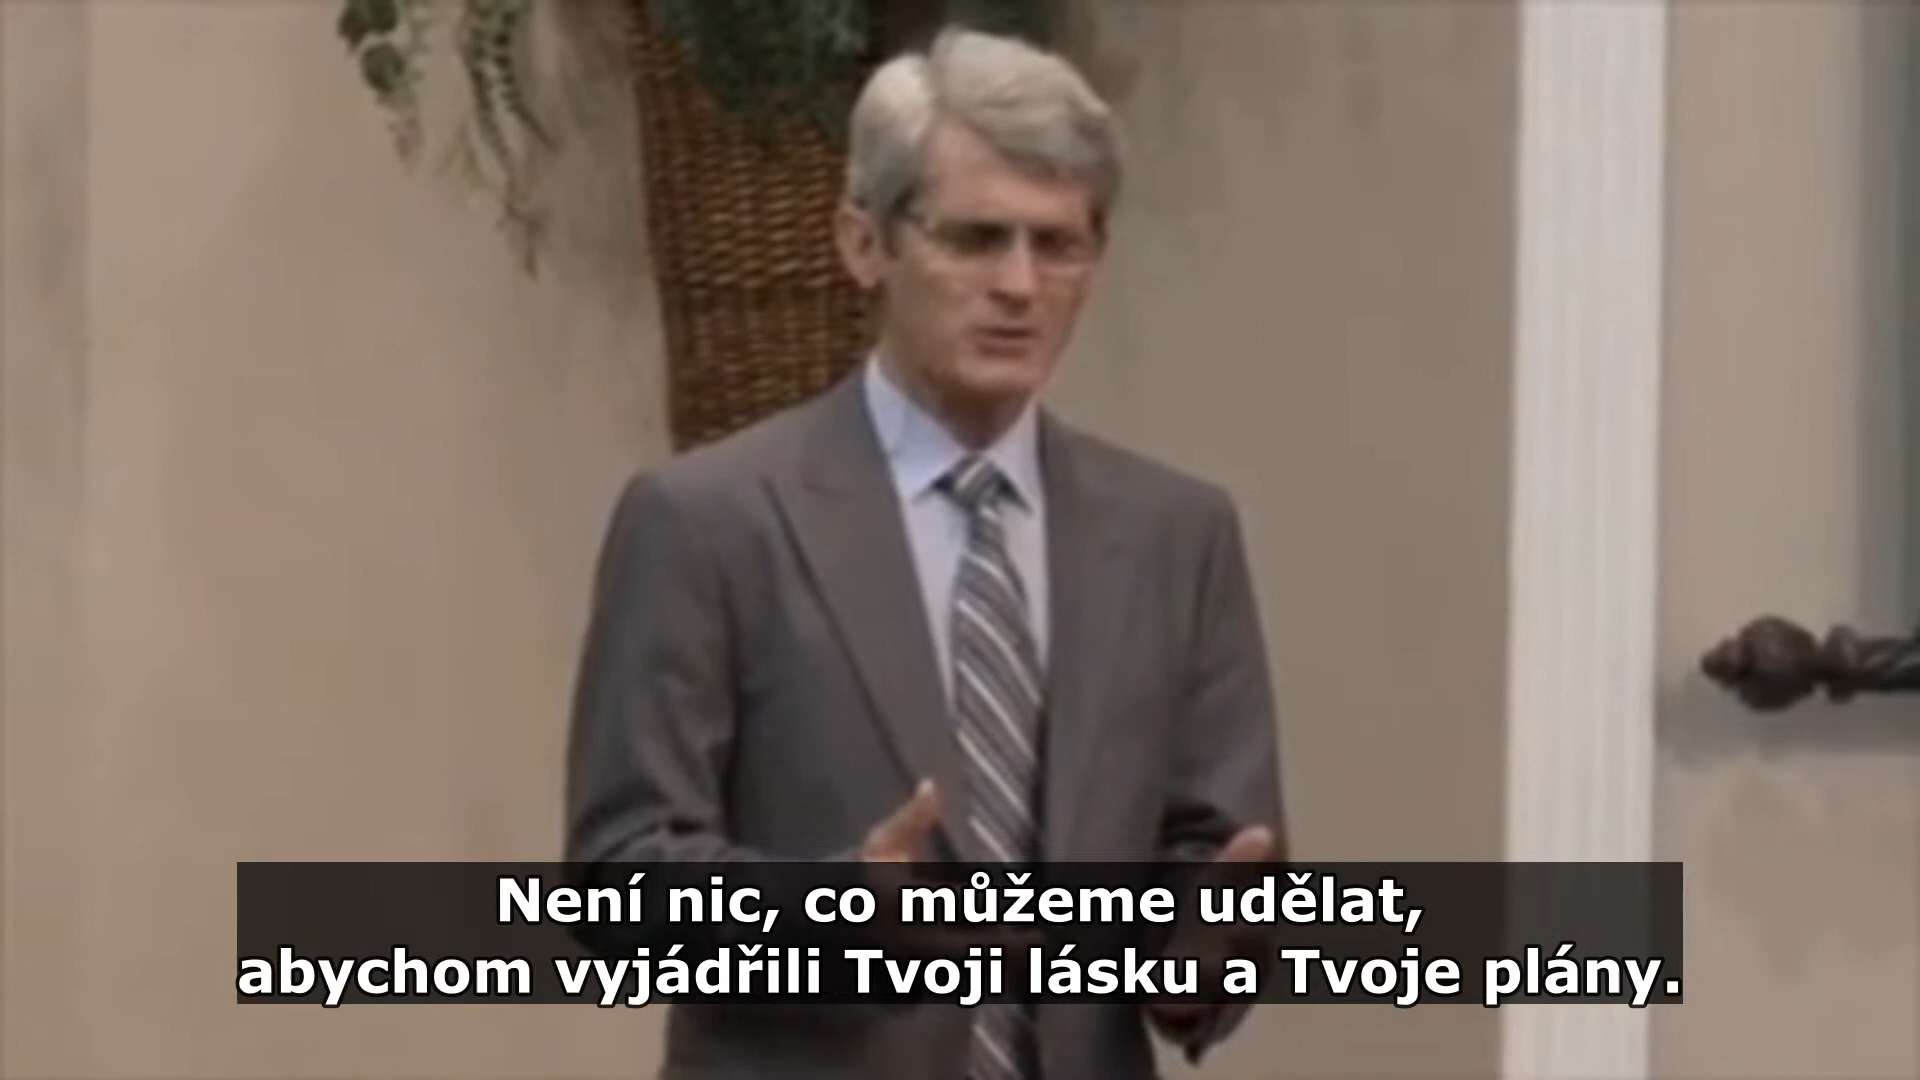 Není nic, co můžeme udělat,
abychom vyjádřili Tvoji lásku a Tvoje plány.